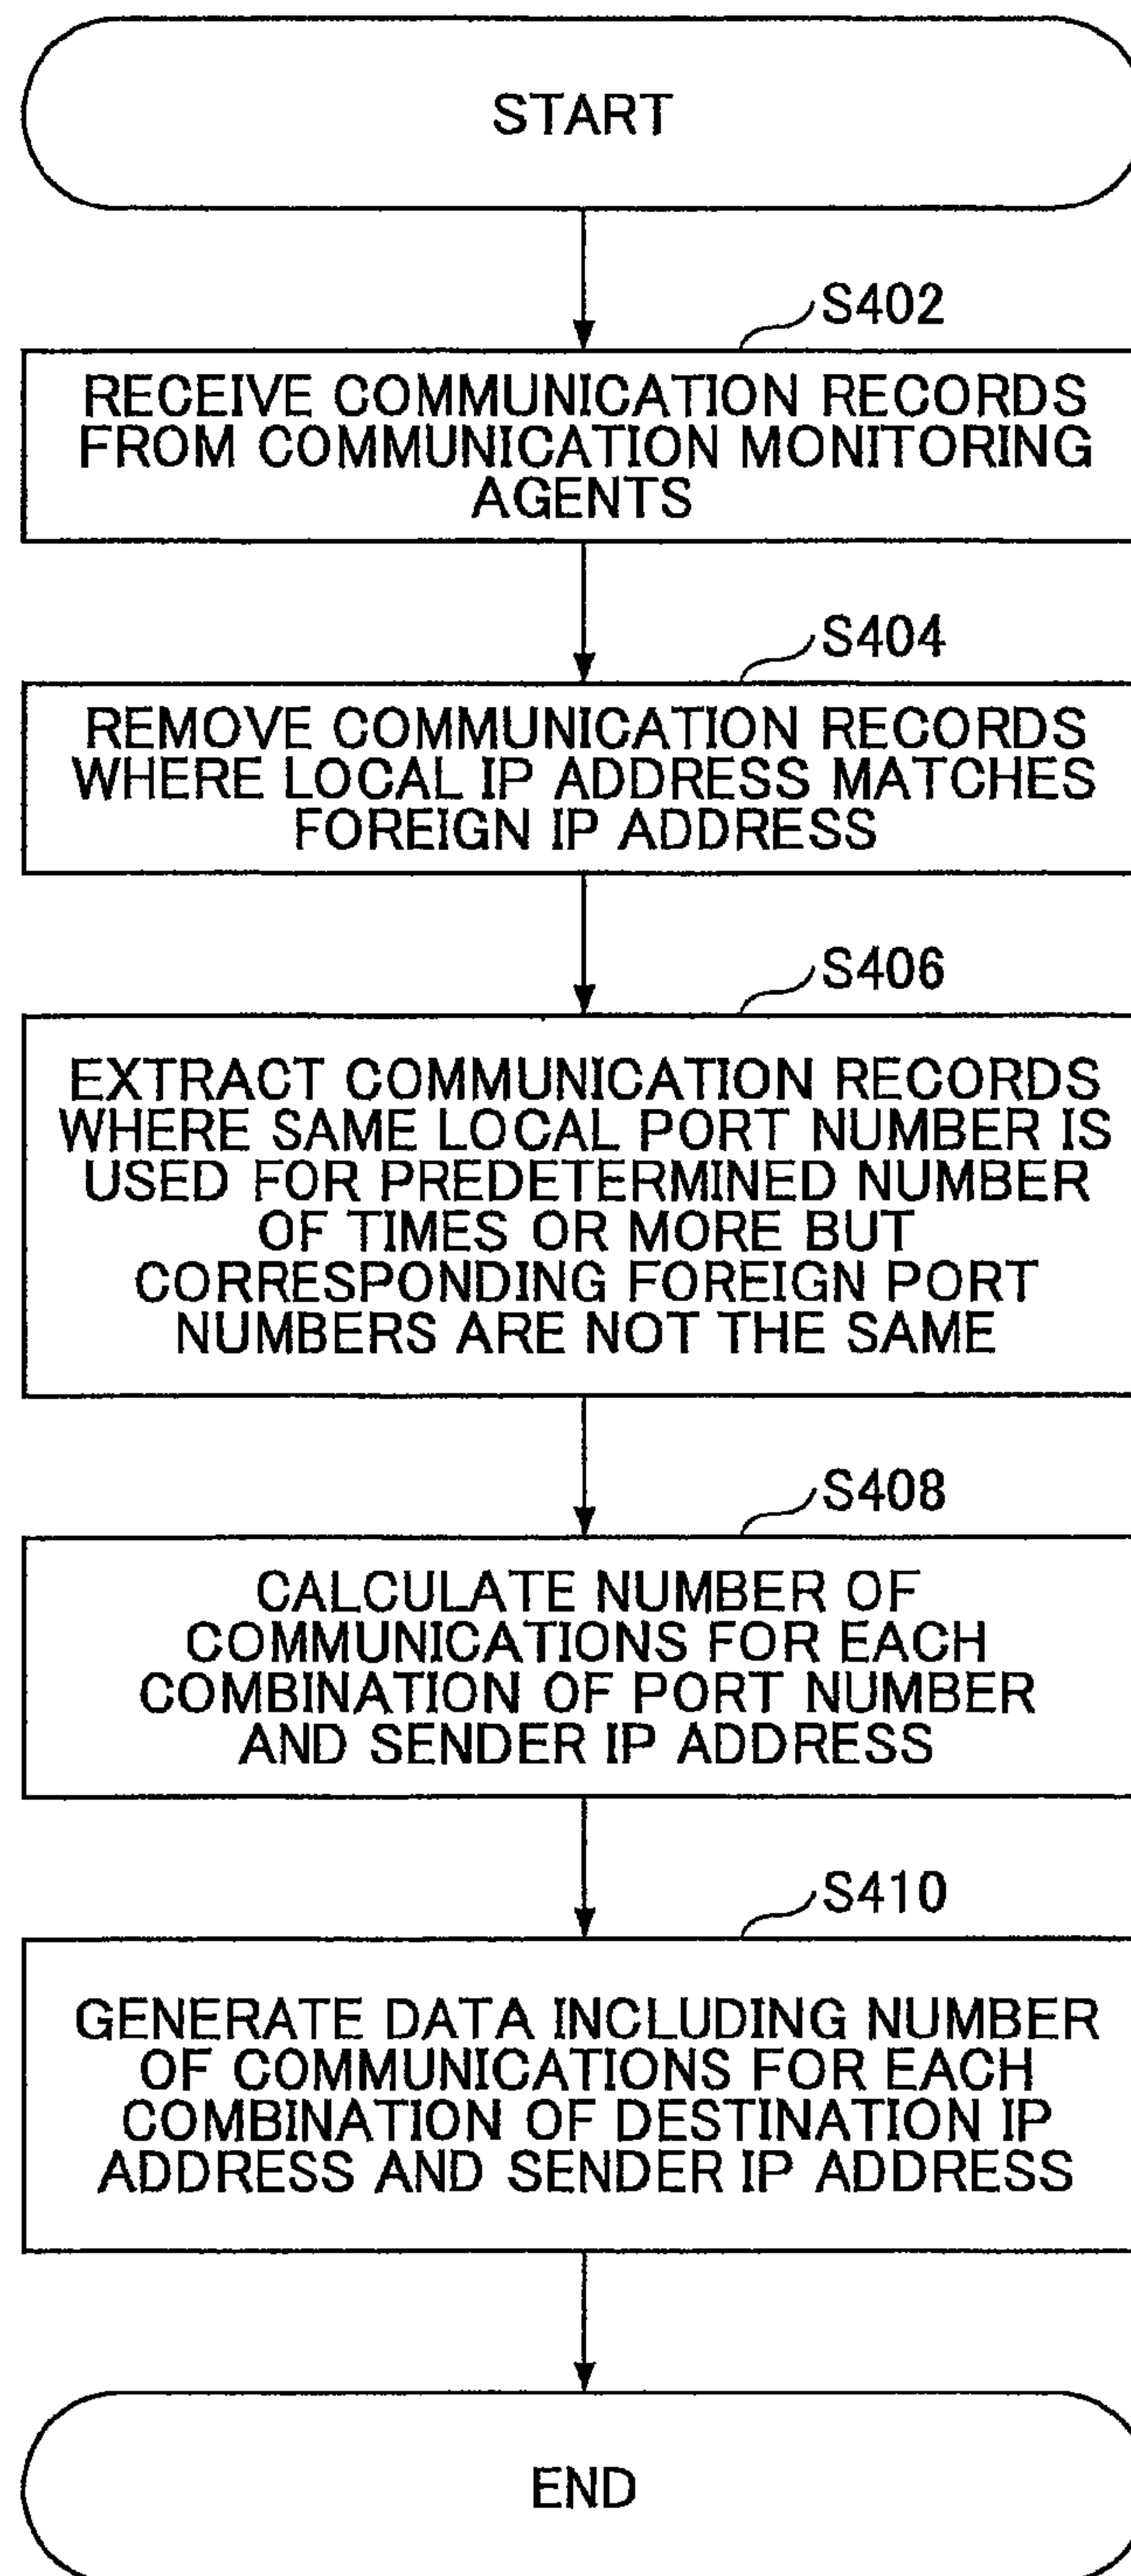 START
S402
RECEIVE COMMUNICATION RECORDS
FROM COMMUNICATION MONITORING
AGENTS
S404
REMOVE COMMUNICATION RECORDS
WHERE LOCAL IP ADDRESS MATCHES
FOREIGN IP ADDRESS
S406
EXTRACT COMMUNICATION RECORDS
WHERE SAME LOCAL PORT NUMBER IS
USED FOR PREDETERMINED NUMBER
OF TIMES OR MORE BUT
CORRESPONDING FOREIGN PORT
NUMBERS ARE NOT THE SAME
S408
CALCULATE NUMBER OF
COMMUNICATIONS FOR EACH
COMBINATION OF PORT NUMBER
AND SENDER IP ADDRESS
S410
GENERATE DATA INCLUDING NUMBER
OF COMMUNICATIONS FOR EACH
COMBINATION OF DESTINATION IP
ADDRESS AND SENDER IP ADDRESS
END